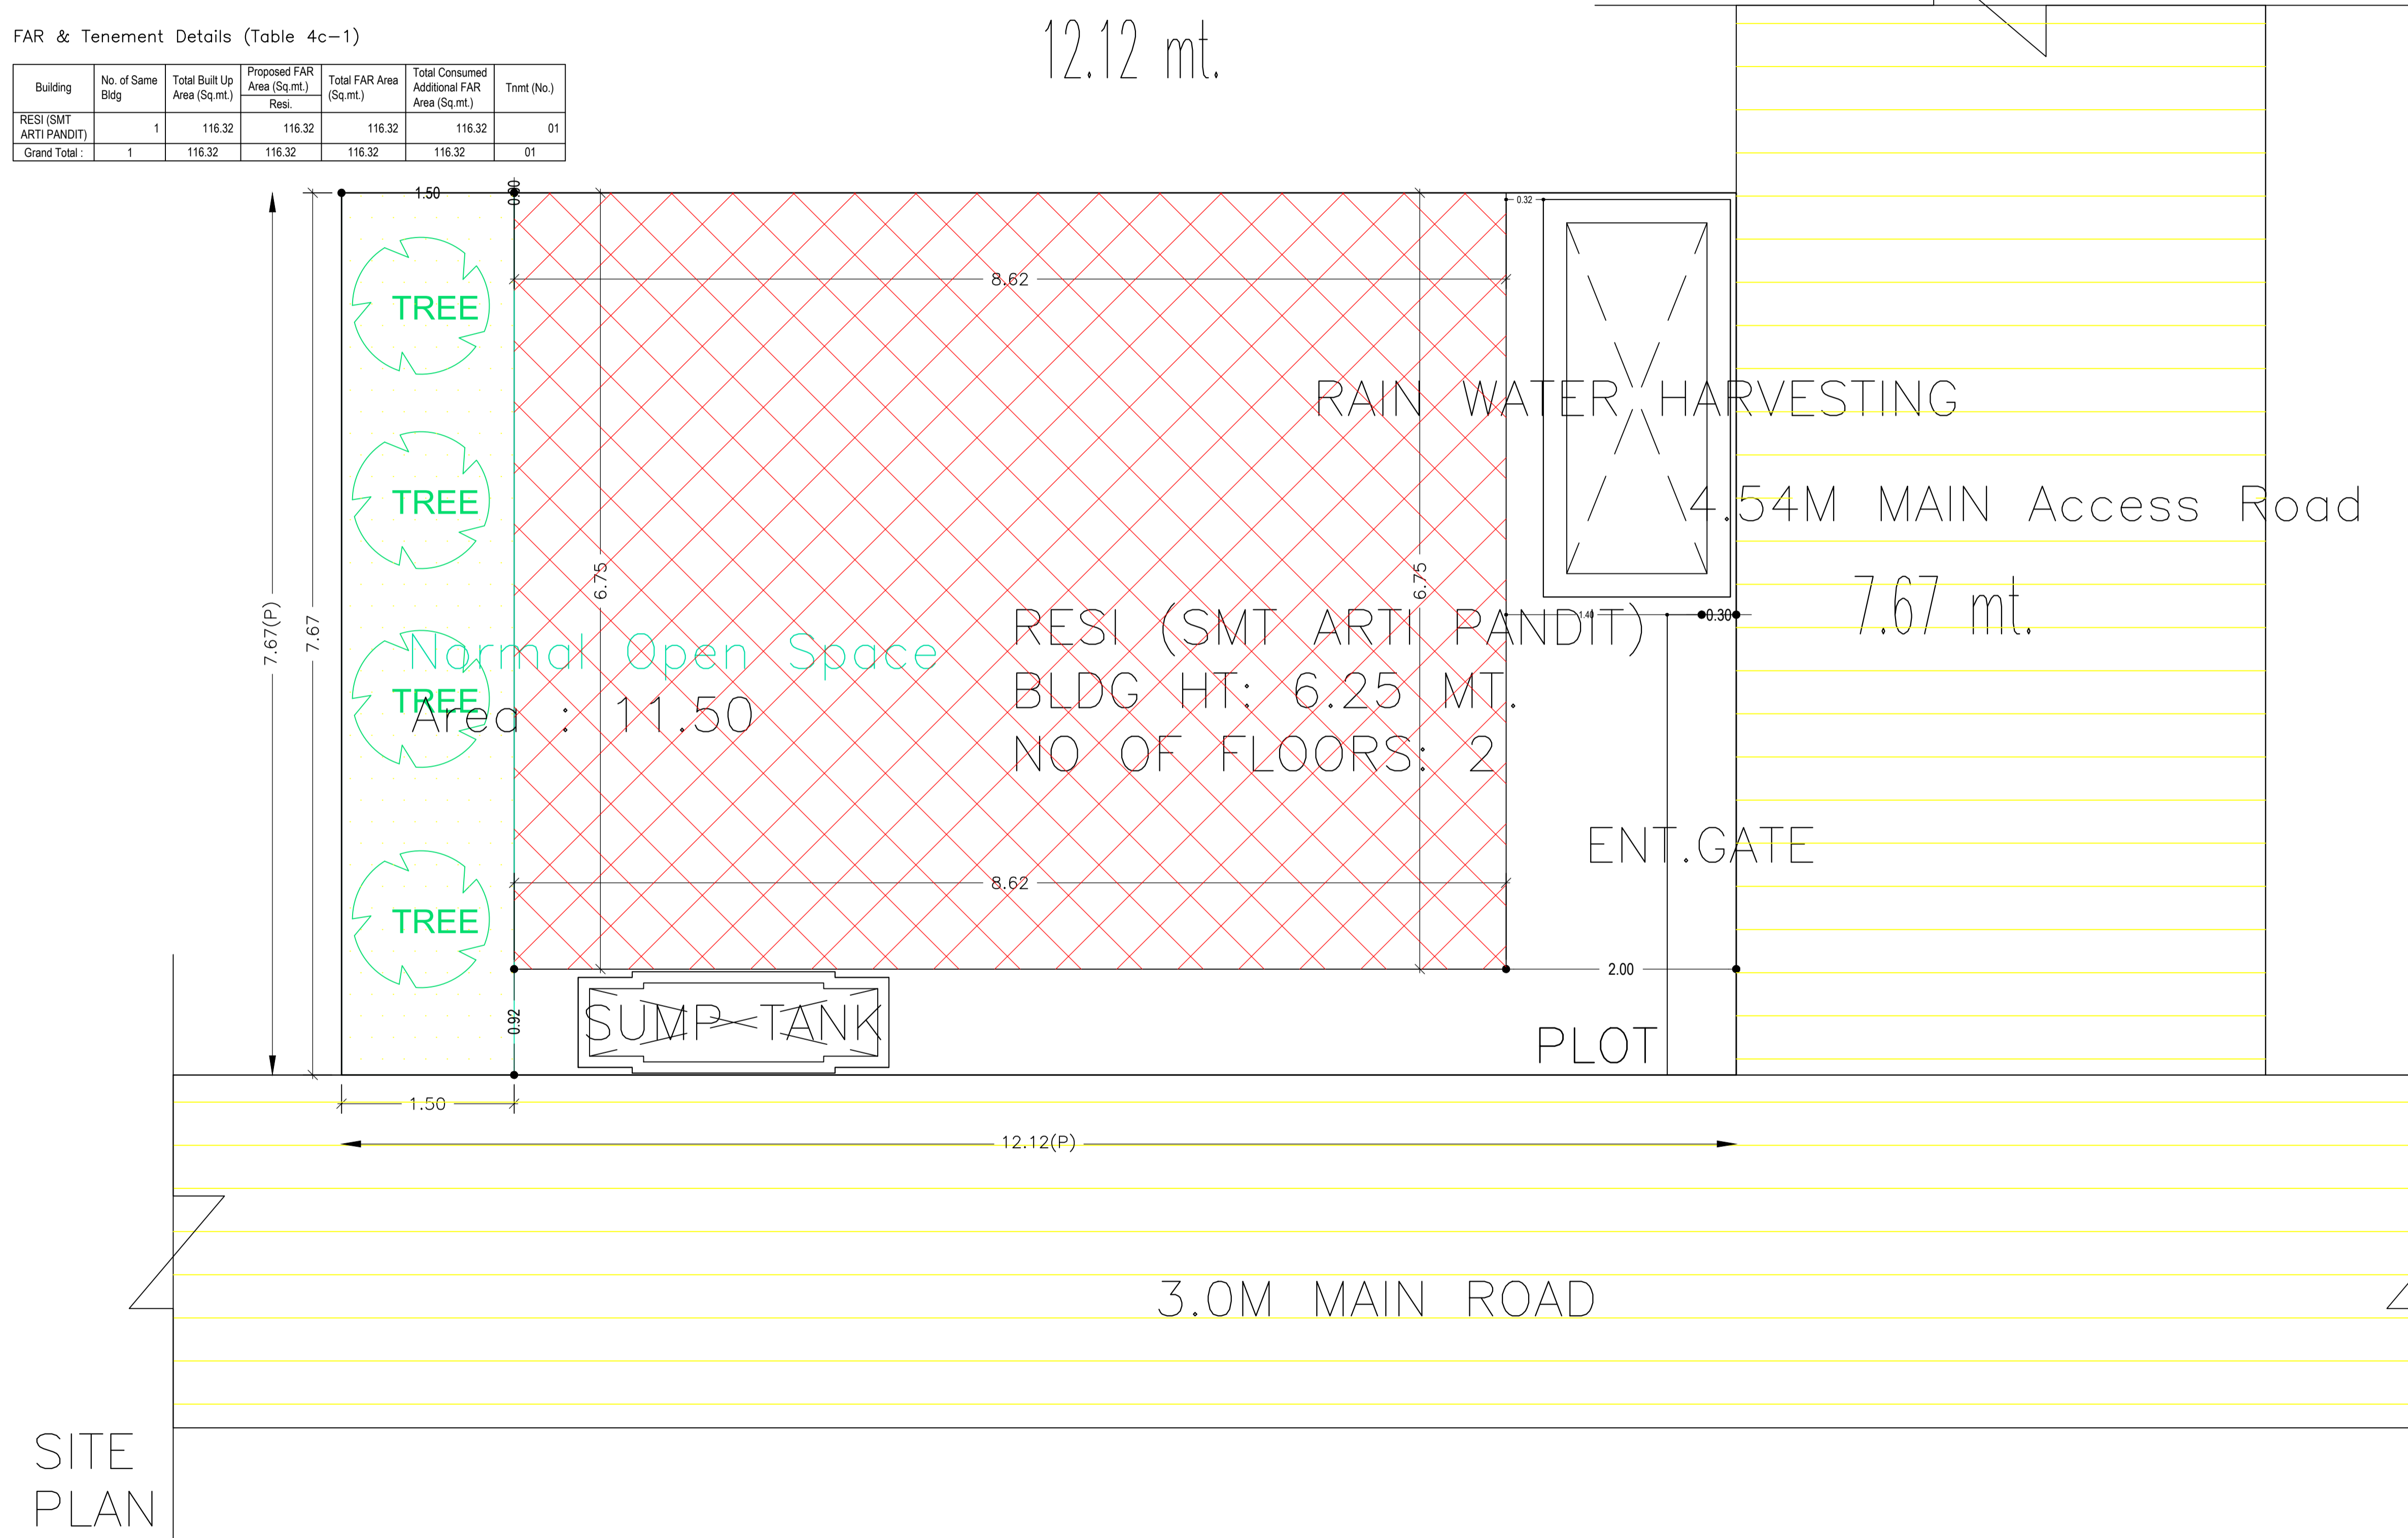 FAR & Tenement Details (Table 4c-1)
12.12 mt.
Building No. of Same Bldg Total Built Up Area (Sq.mt.) Proposed FAR Area (Sq.mt.) Resi. Total FAR Area (Sq.mt.) Total Consumed Additional FAR Area (Sq.mt.) Tnmt (No.)
RESI (SMT ARTI PANDIT) 1 116.32 116.32 116.32 116.32 01
Grand Total : 1 116.32 116.32 116.32 116.32 01
1.50
0.32
8.62
TREE
RAIN WATER HARVESTING
TREE
4.54M MAIN Access Road
6.75
6.75
7.67(P)
7.67
7.67 mt.
1.40
0.30
RESI (SMT ARTI PANDIT)
BLDG HT: 6.25 MT.
NO OF FLOORS: 2
Normal Open Space
Area : 11.50
TREE
ENT.GATE
8.62
TREE
2.00
0.92
SUMP TANK
PLOT
1.50
12.12(P)
3.0M MAIN ROAD
SITE
PLAN